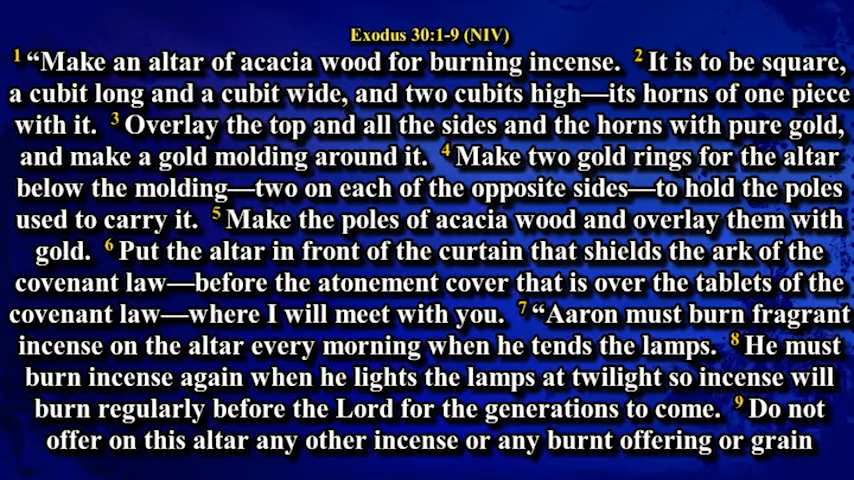 Exodus 30:1-9 (NIV)
1 “Make an altar of acacia wood for burning incense. 2 It is to be square,
a cubit long and a cubit wide, and two cubits high—its horns of one piece
with it. 3 Overlay the top and all the sides and the horns with pure gold,
and make a gold molding around it. 4 Make two gold rings for the altar
below the molding—two on each of the opposite sides—to hold the poles
used to carry it. 5 Make the poles of acacia wood and overlay them with
gold. 6 Put the altar in front of the curtain that shields the ark of the
covenant law—before the atonement cover that is over the tablets of the
covenant law—where I will meet with you. 7 “Aaron must burn fragrant
incense on the altar every morning when he tends the lamps. 8 He must
burn incense again when he lights the lamps at twilight so incense will
burn regularly before the Lord for the generations to come. 9 Do not
offer on this altar any other incense or any burnt offering or grain